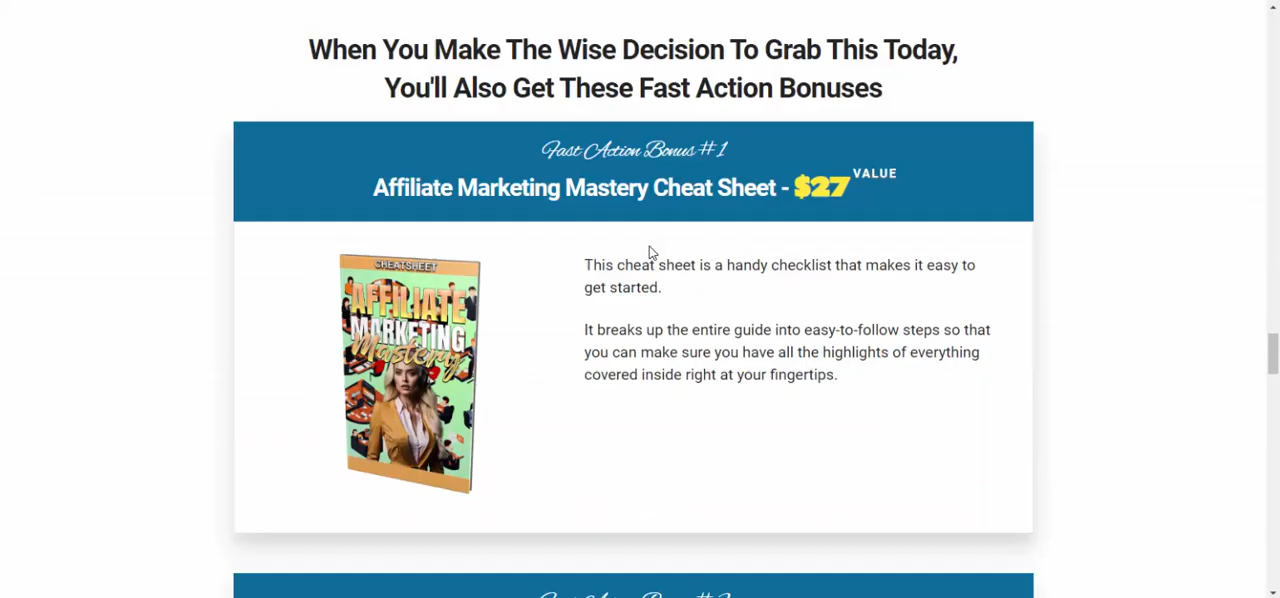 When You Make The Wise Decision To Grab This Today,
You'll Also Get These Fast Action Bonuses
Fast Action Bonus #1
Affiliate Marketing Mastery Cheat Sheet - $27 VALUE
CHEATSHEET
AFFILIATE
MARKETING
Mastery
This cheat sheet is a handy checklist that makes it easy to
get started.
It breaks up the entire guide into easy-to-follow steps so that
you can make sure you have all the highlights of everything
covered inside right at your fingertips.